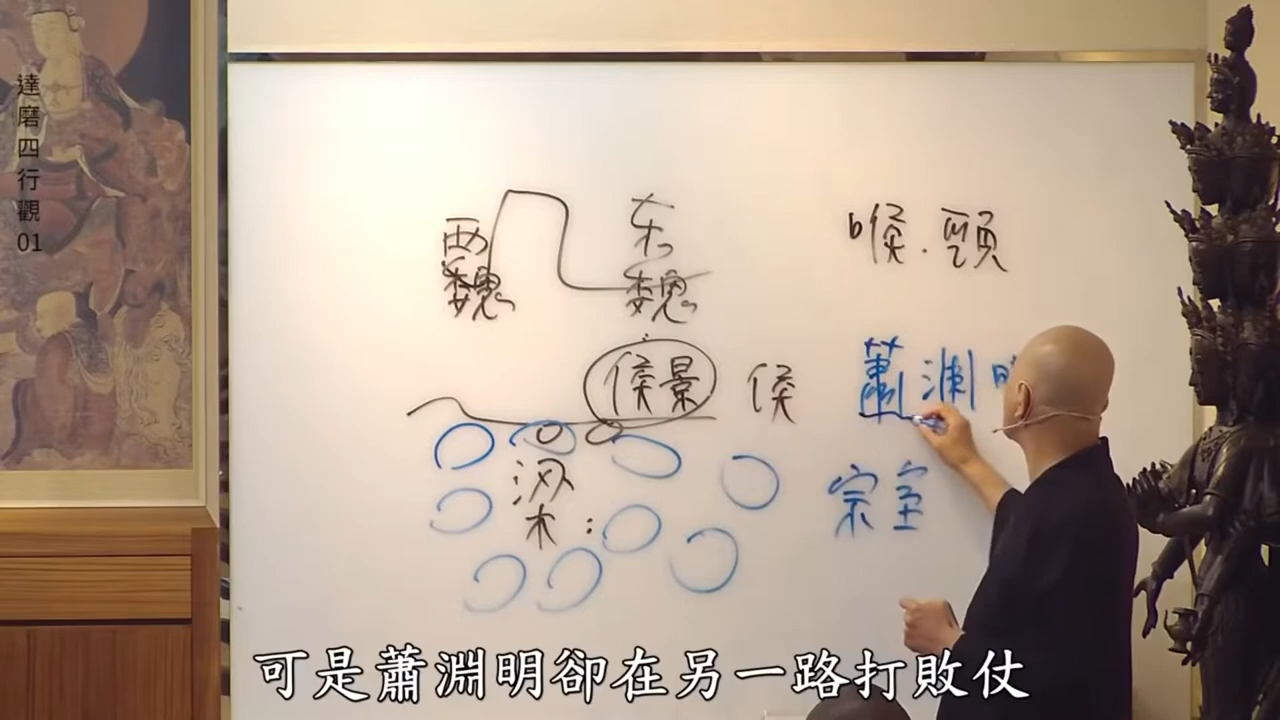 達磨四行觀01
西魏
东魏
喉.頸
侯景
侯
蕭渊明
梁:
宗室
可是蕭淵明卻在另一路打敗仗